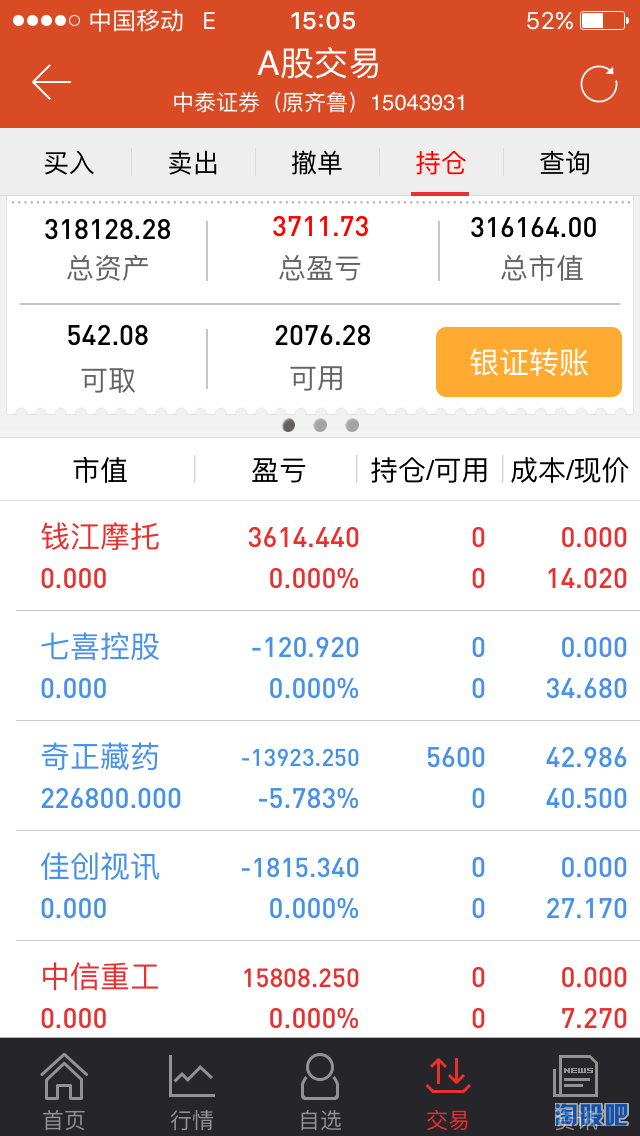 中国移动 E 15:05 52%
A股交易
中泰证券（原齐鲁）15043931
买入 卖出 撤单 持仓 查询
318128.28 3711.73 316164.00
总资产 总盈亏 总市值
542.08 2076.28
可取 可用 银证转账
市值 盈亏 持仓/可用 成本/现价
钱江摩托 3614.440 0 0.000
0.000 0.000% 0 14.020
七喜控股 -120.920 0 0.000
0.000 0.000% 0 34.680
奇正藏药 -13923.250 5600 42.986
226800.000 -5.783% 0 40.500
佳创视讯 -1815.340 0 0.000
0.000 0.000% 0 27.170
中信重工 15808.250 0 0.000
0.000 0.000% 0 7.270
NEWS
首页 行情 自选 交易 资讯
淘股吧